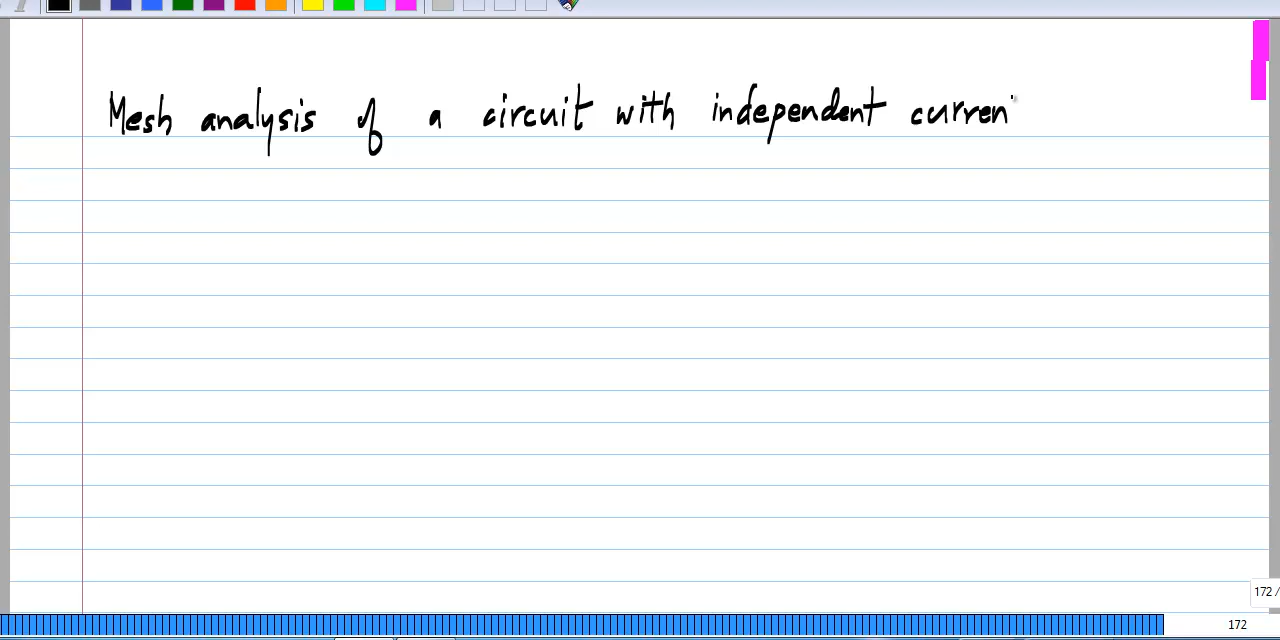 Mesh analysis of a circuit with independent curren
172 /
172